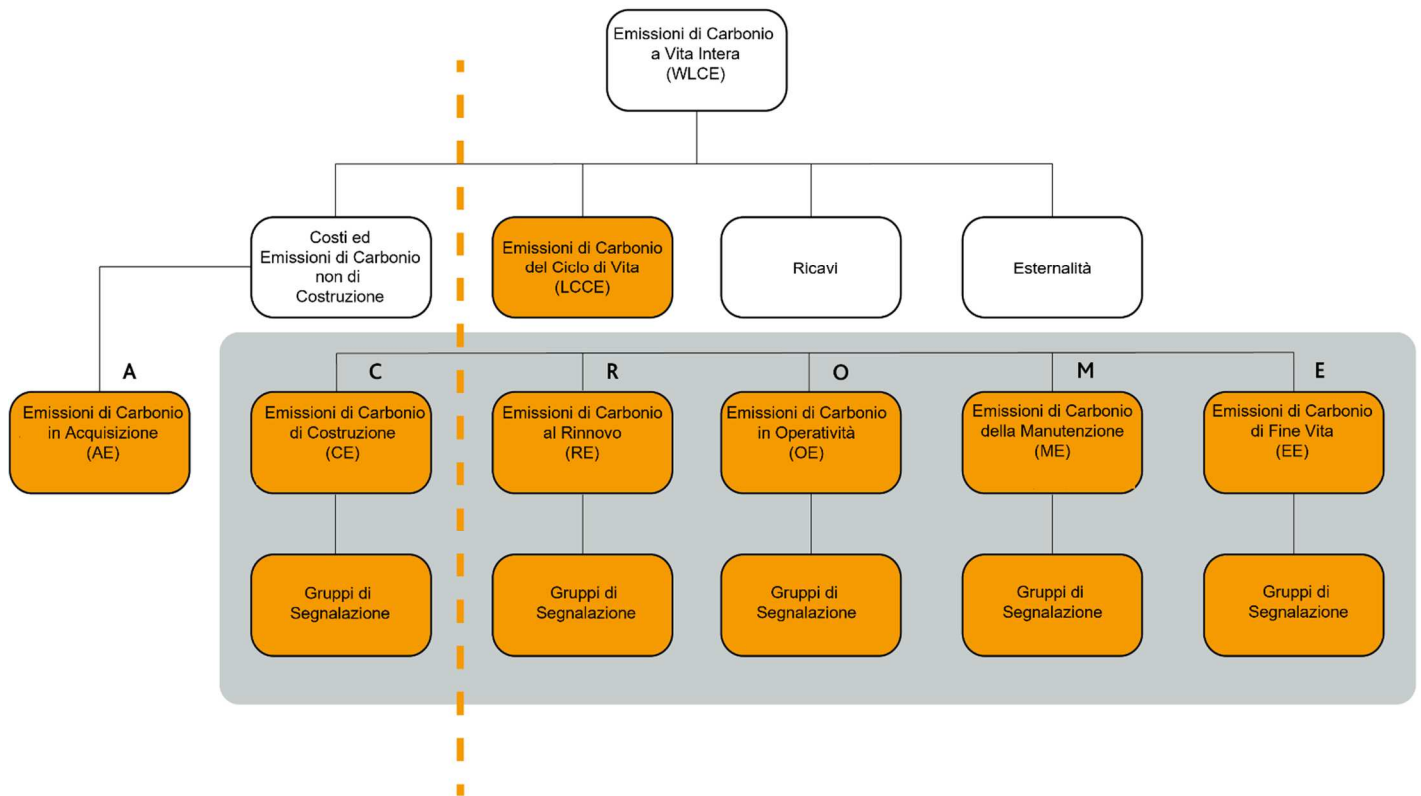 Emissioni di Carbonio
a Vita Intera
(WLCE)
Costi ed
Emissioni di Carbonio
non di
Costruzione
Emissioni di Carbonio
del Ciclo di Vita
(LCCE)
Ricavi
Esternalità
A
C
R
O
M
E
Emissioni di Carbonio
in Acquisizione
(AE)
Emissioni di Carbonio
di Costruzione
(CE)
Emissioni di Carbonio
al Rinnovo
(RE)
Emissioni di Carbonio
in Operatività
(OE)
Emissioni di Carbonio
della Manutenzione
(ME)
Emissioni di Carbonio
di Fine Vita
(EE)
Gruppi di
Segnalazione
Gruppi di
Segnalazione
Gruppi di
Segnalazione
Gruppi di
Segnalazione
Gruppi di
Segnalazione